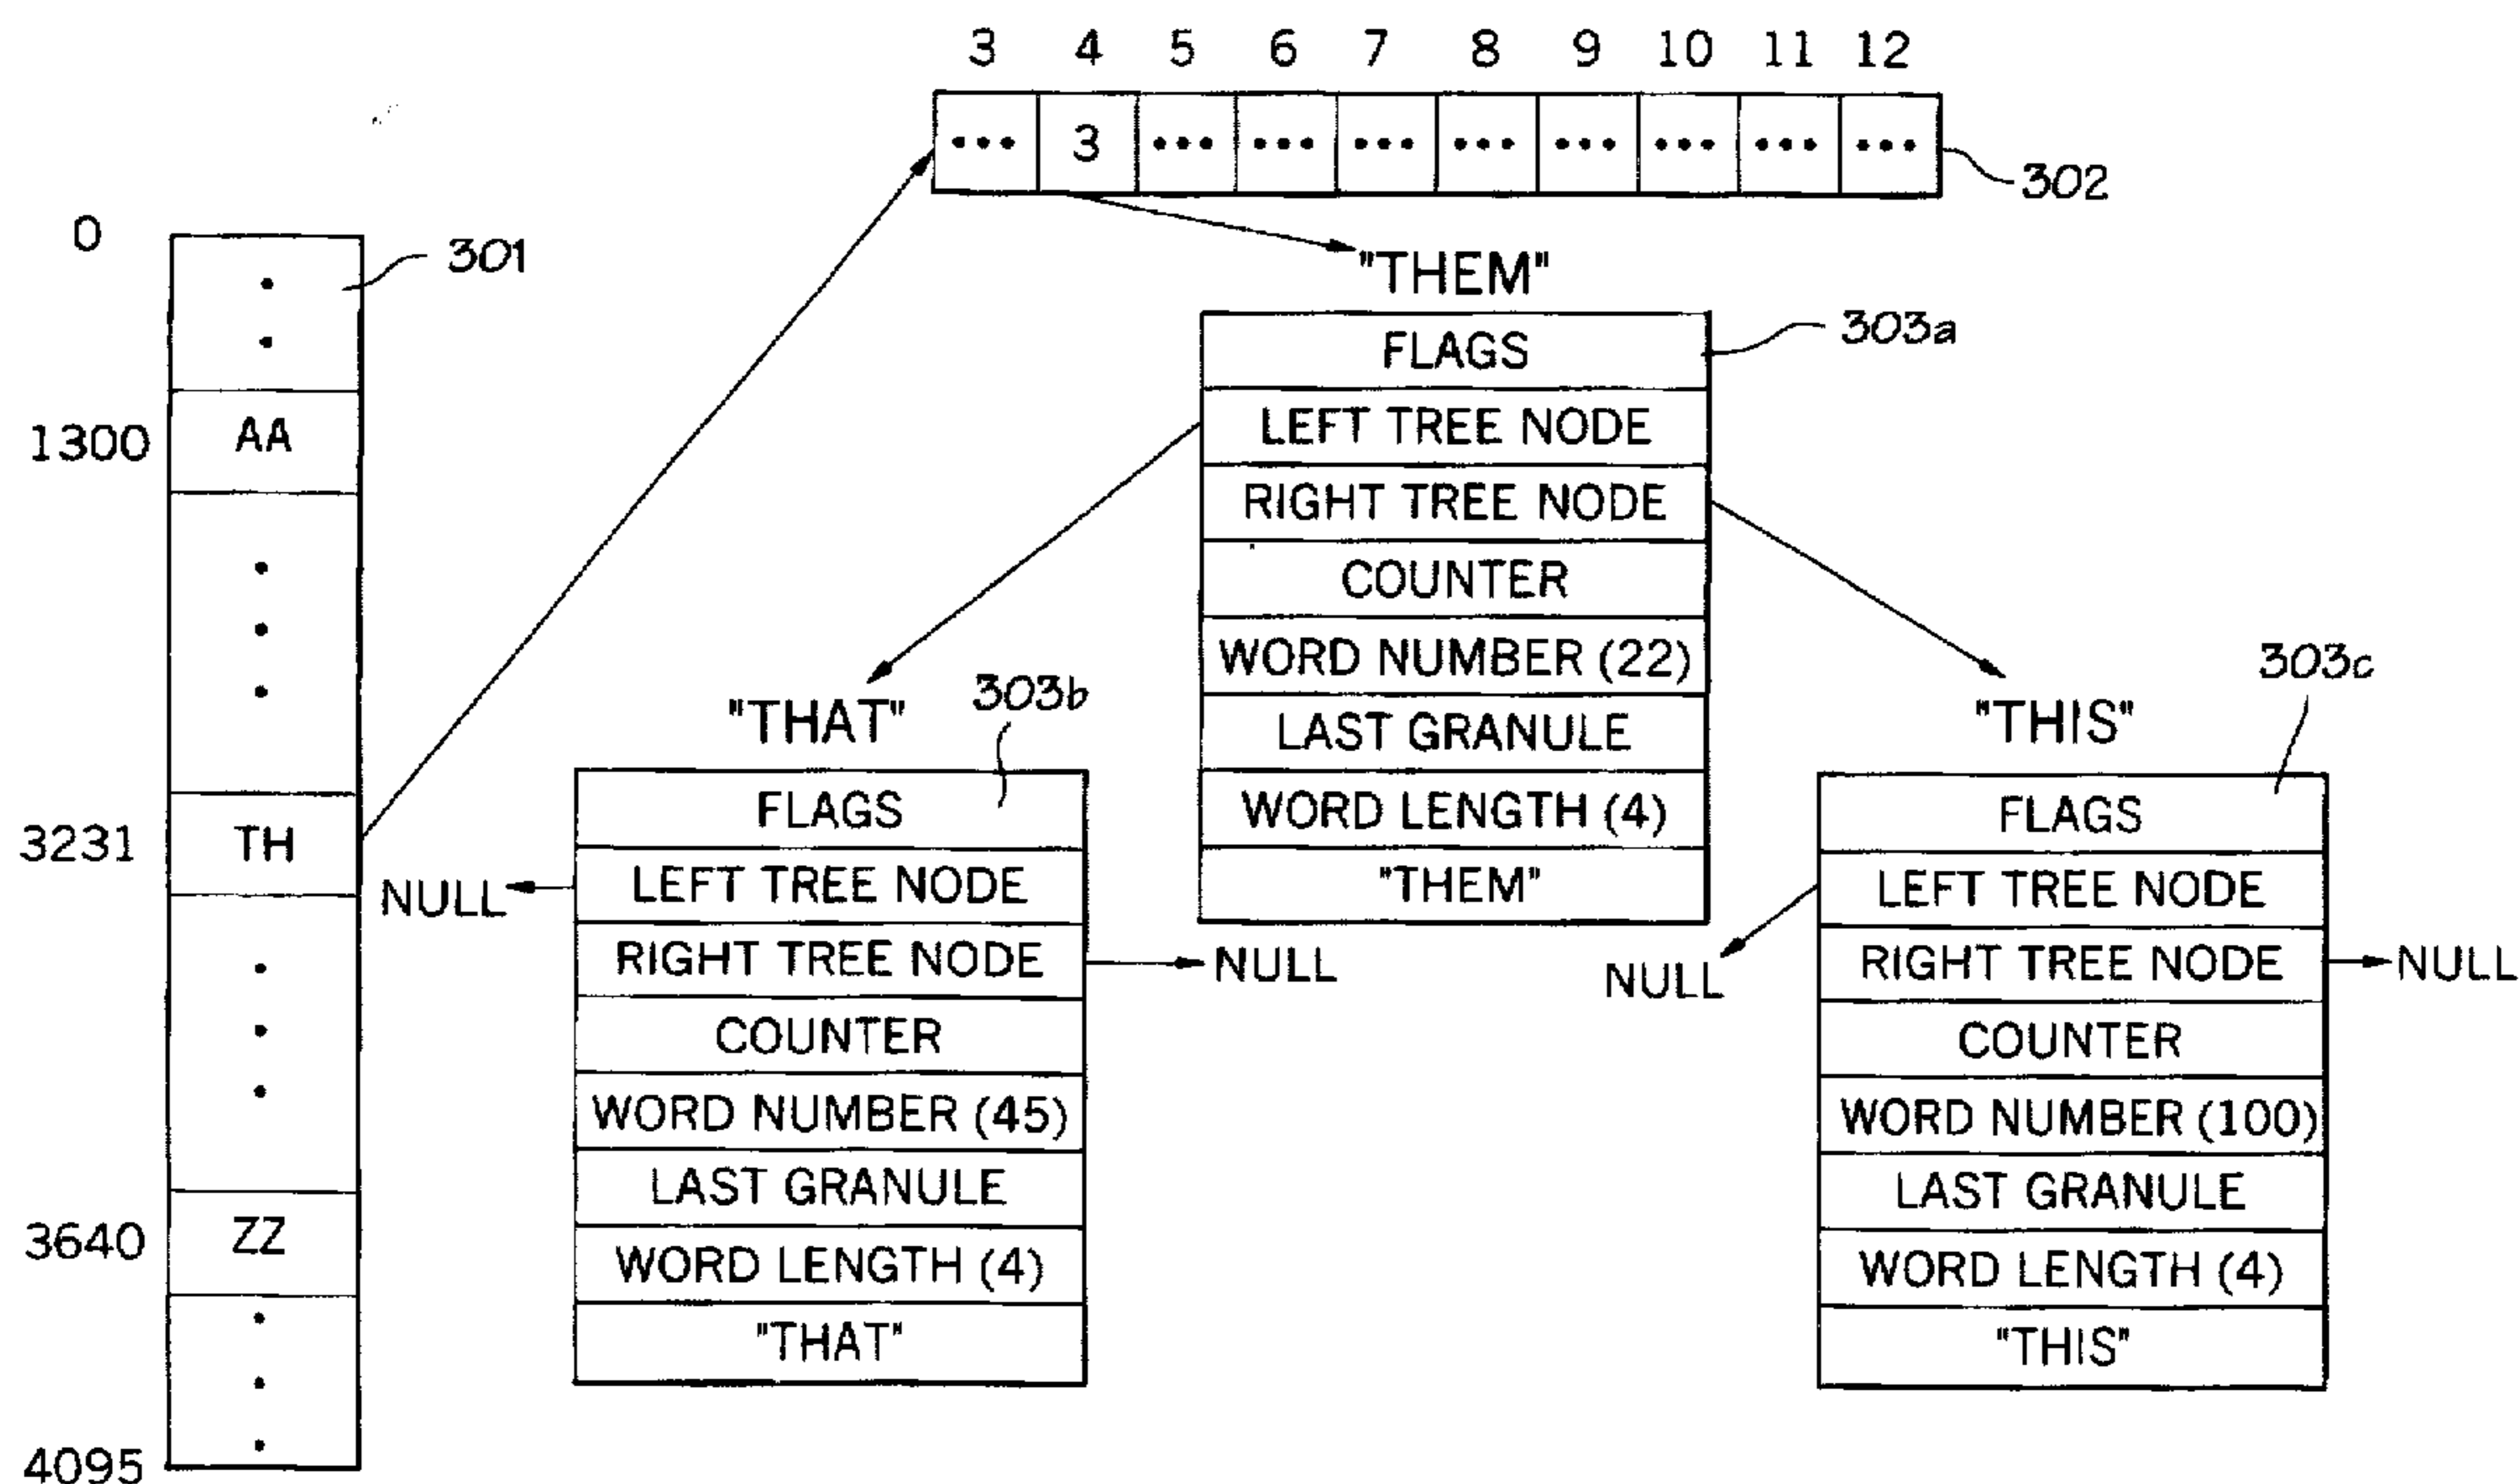 3 4 5 6 7 8 9 10 11 12
... 3 ... ... ... ... ... ... ... ...
302
0
301
1300 AA
3231 TH
3640 ZZ
4095
"THEM"
303a
FLAGS
LEFT TREE NODE
RIGHT TREE NODE
COUNTER
WORD NUMBER (22)
LAST GRANULE
WORD LENGTH (4)
"THEM"
"THAT"
303b
FLAGS
NULL LEFT TREE NODE
RIGHT TREE NODE NULL
COUNTER
WORD NUMBER (45)
LAST GRANULE
WORD LENGTH (4)
"THAT"
"THIS"
303c
FLAGS
LEFT TREE NODE
NULL RIGHT TREE NODE NULL
COUNTER
WORD NUMBER (100)
LAST GRANULE
WORD LENGTH (4)
"THIS"